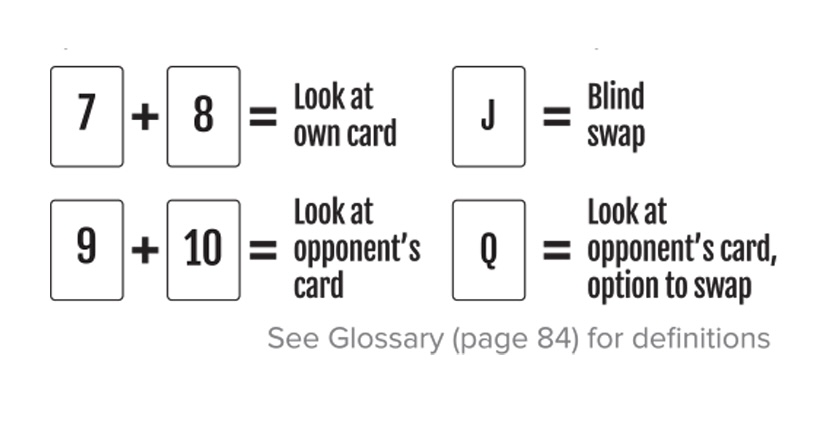 7 + 8 = Look at own card
J = Blind swap
9 + 10 = Look at opponent's card
Q = Look at opponent's card, option to swap
See Glossary (page 84) for definitions